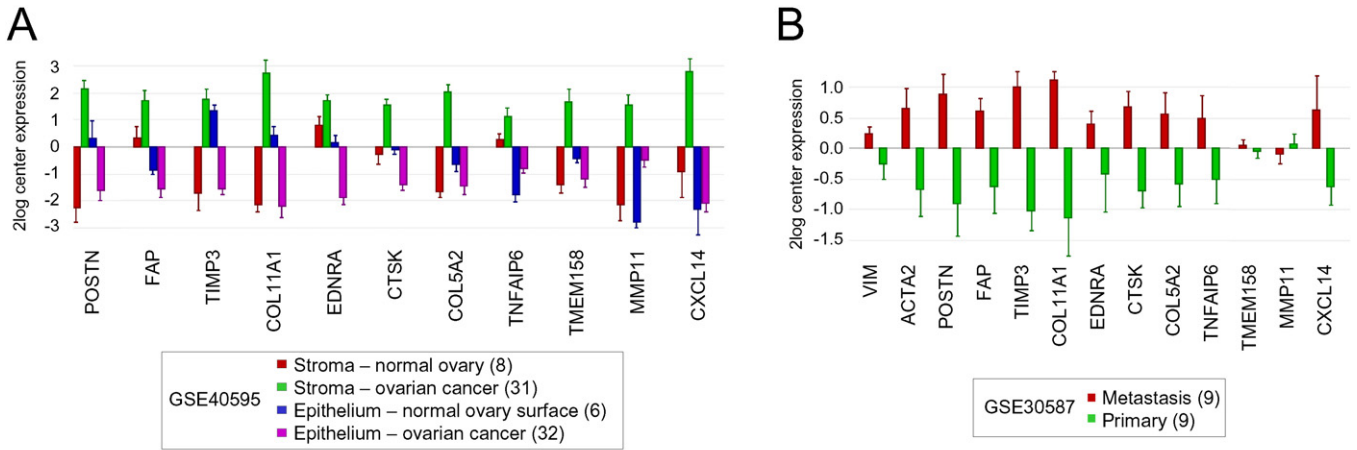 A
2log center expression
3
2
1
0
-1
-2
-3
POSTN
FAP
TIMP3
COL11A1
EDNRA
CTSK
COL5A2
TNFAIP6
TMEM158
MMP11
CXCL14
GSE40595
Stroma – normal ovary (8)
Stroma – ovarian cancer (31)
Epithelium – normal ovary surface (6)
Epithelium – ovarian cancer (32)
B
2log center expression
1.0
0.5
0.0
-0.5
-1.0
-1.5
VIM
ACTA2
POSTN
FAP
TIMP3
COL11A1
EDNRA
CTSK
COL5A2
TNFAIP6
TMEM158
MMP11
CXCL14
GSE30587
Metastasis (9)
Primary (9)